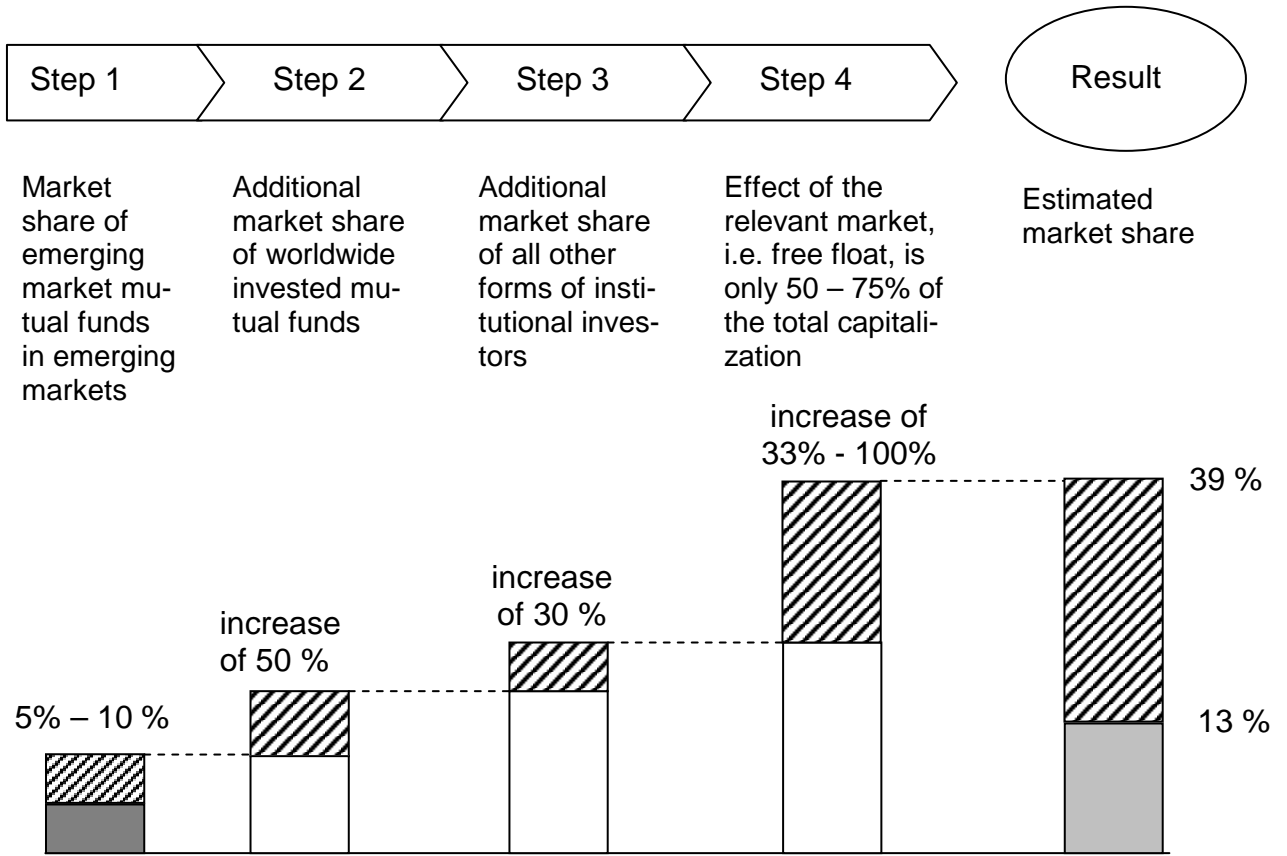 Step 1
Step 2
Step 3
Step 4
Result
Market
share of
emerging
market mu-
tual funds
in emerging
markets
Additional
market share
of worldwide
invested mu-
tual funds
Additional
market share
of all other
forms of insti-
tutional inves-
tors
Effect of the
relevant market,
i.e. free float, is
only 50 – 75% of
the total capitali-
zation
Estimated
market share
5% – 10 %
increase
of 50 %
increase
of 30 %
increase of
33% - 100%
39 %
13 %